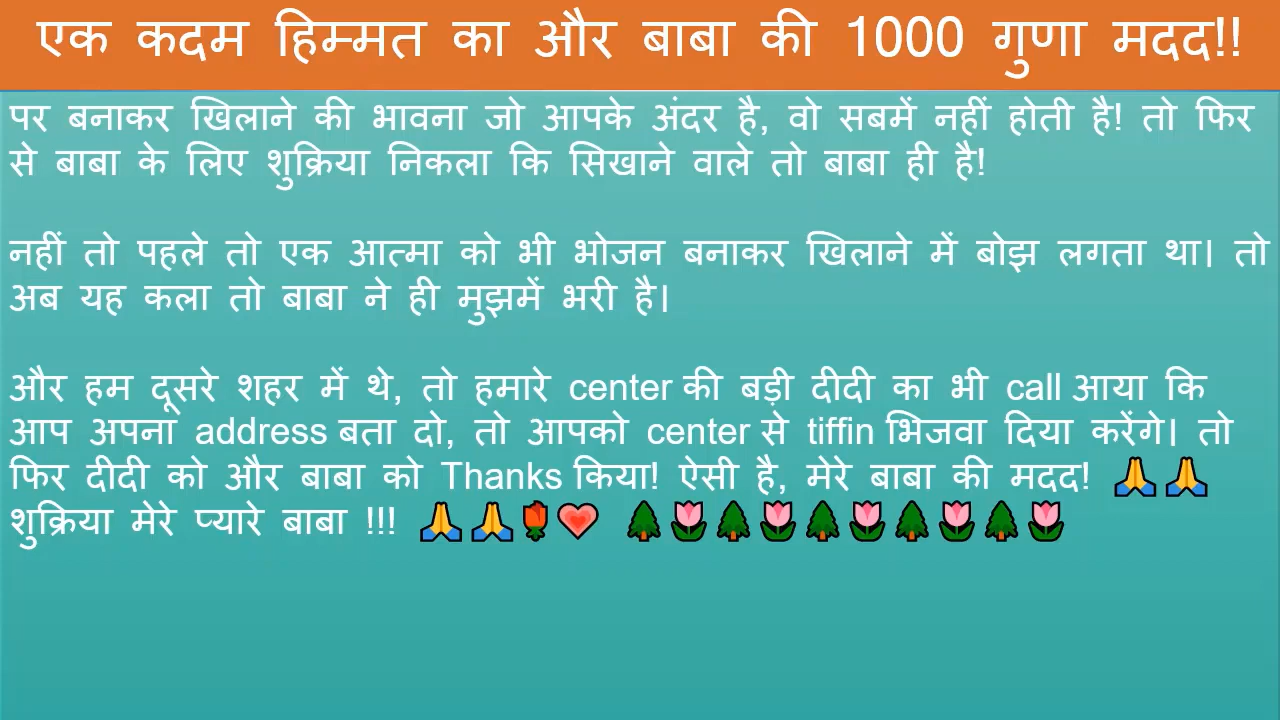 एक कदम हिम्मत का और बाबा की 1000 गुणा मदद!!
पर बनाकर खिलाने की भावना जो आपके अंदर है, वो सबमें नहीं होती है! तो फिर
से बाबा के लिए शुक्रिया निकला कि सिखाने वाले तो बाबा ही है!
नहीं तो पहले तो एक आत्मा को भी भोजन बनाकर खिलाने में बोझ लगता था। तो
अब यह कला तो बाबा ने ही मुझमें भरी है।
और हम दूसरे शहर में थे, तो हमारे center की बड़ी दीदी का भी call आया कि
आप अपना address बता दो, तो आपको center से tiffin भिजवा दिया करेंगे। तो
फिर दीदी को और बाबा को Thanks किया! ऐसी है, मेरे बाबा की मदद! 🙏🙏
शुक्रिया मेरे प्यारे बाबा !!! 🙏🙏🌹💗 🌲🌷🌲🌷🌲🌷🌲🌷🌲🌷